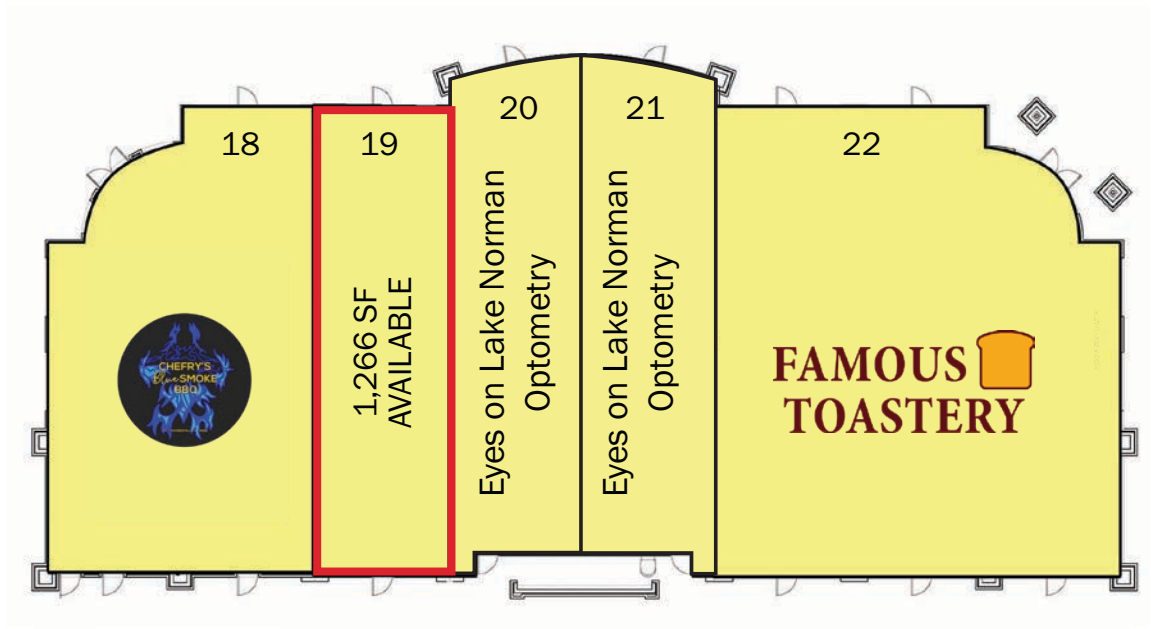 18
CHEFRY'S
Blue SMOKE
BBQ
19
1,266 SF
AVAILABLE
20
Eyes on Lake Norman
Optometry
21
Eyes on Lake Norman
Optometry
22
FAMOUS
TOASTERY